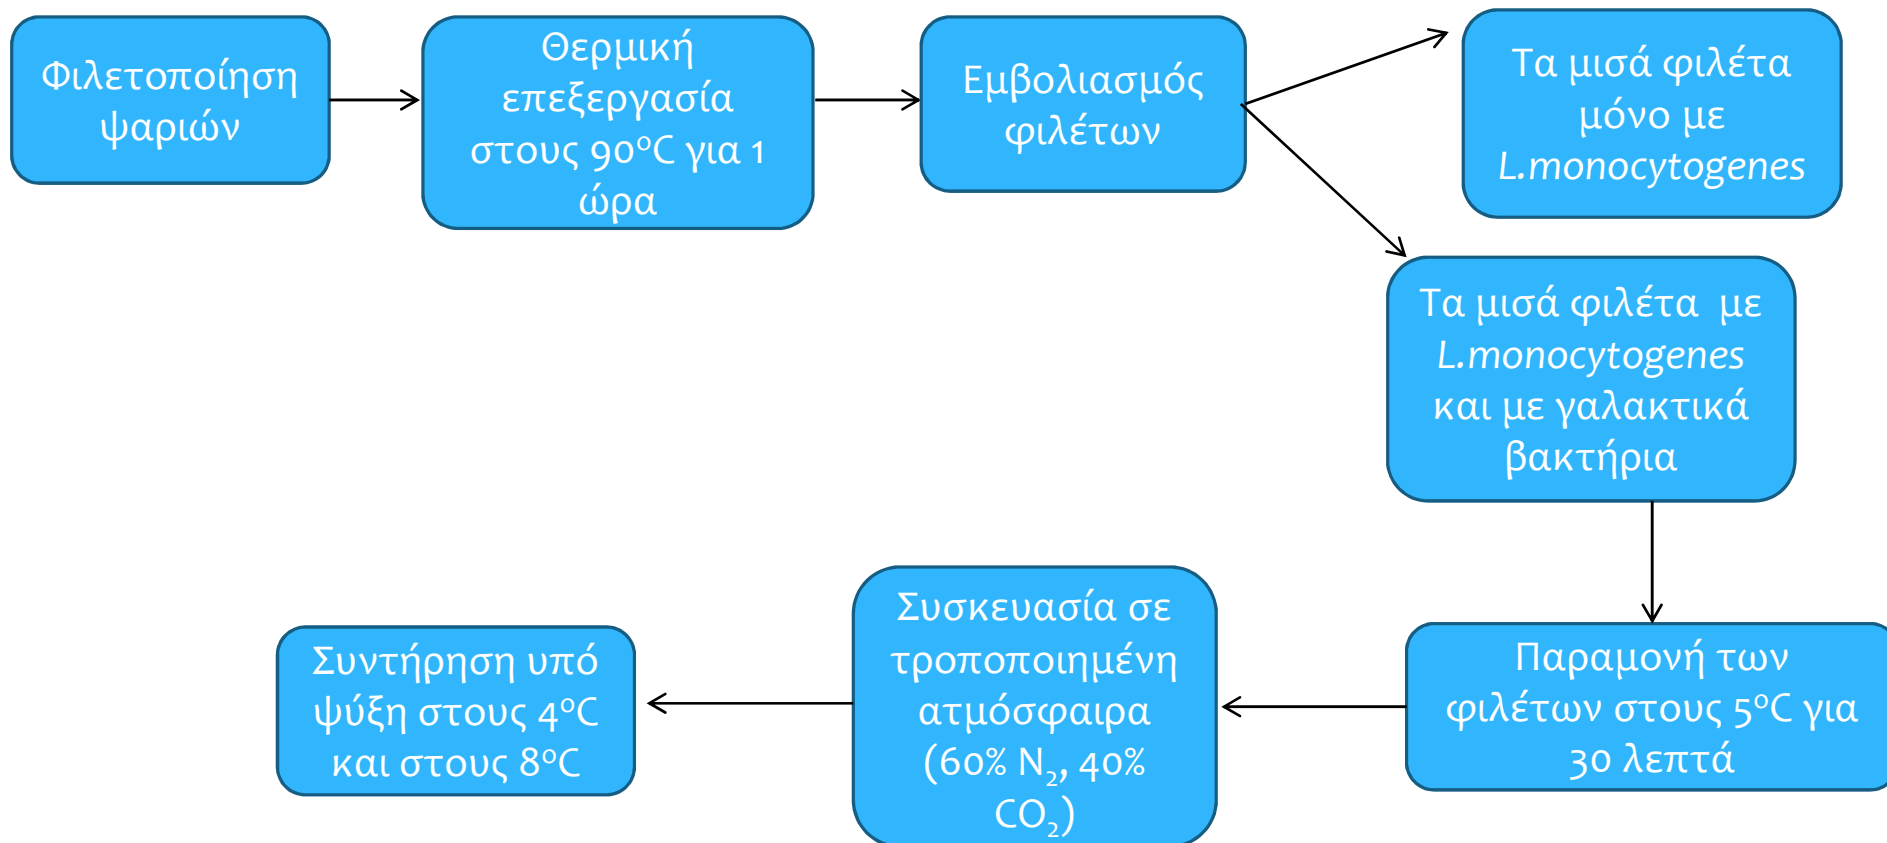 Φιλετοποίηση
ψαριών
Θερμική
επεξεργασία
στους 90°C για 1
ώρα
Εμβολιασμός
φιλέτων
Τα μισά φιλέτα
μόνο με
L.monocytogenes
Τα μισά φιλέτα με
L.monocytogenes
και με γαλακτικά
βακτήρια
Παραμονή των
φιλέτων στους 5°C για
30 λεπτά
Συσκευασία σε
τροποποιημένη
ατμόσφαιρα
(60% N₂, 40%
CO₂)
Συντήρηση υπό
ψύξη στους 4°C
και στους 8°C